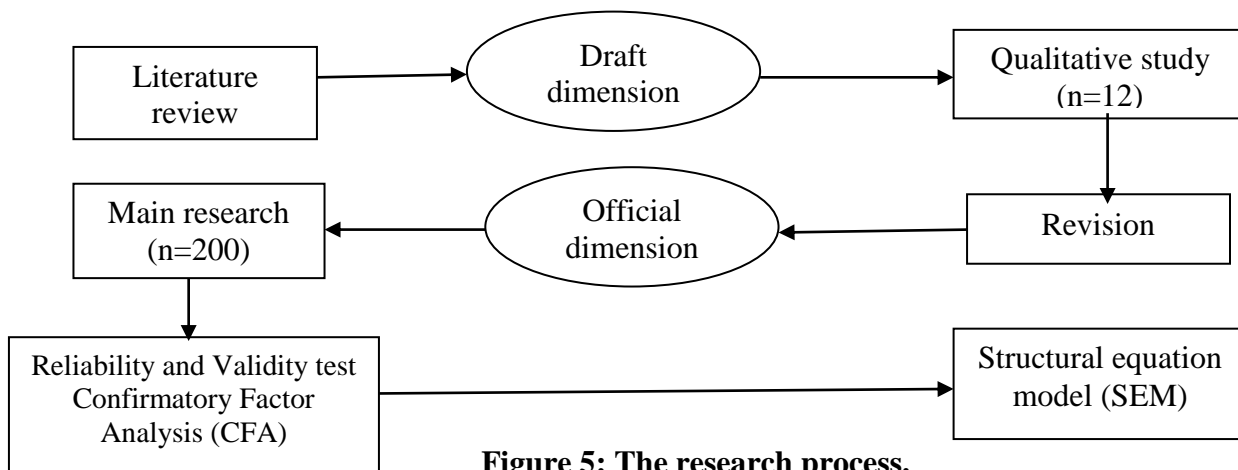 Literature
review
Draft
dimension
Qualitative study
(n=12)
Main research
(n=200)
Official
dimension
Revision
Reliability and Validity test
Confirmatory Factor
Analysis (CFA)
Structural equation
model (SEM)
Figure 5: The research process.